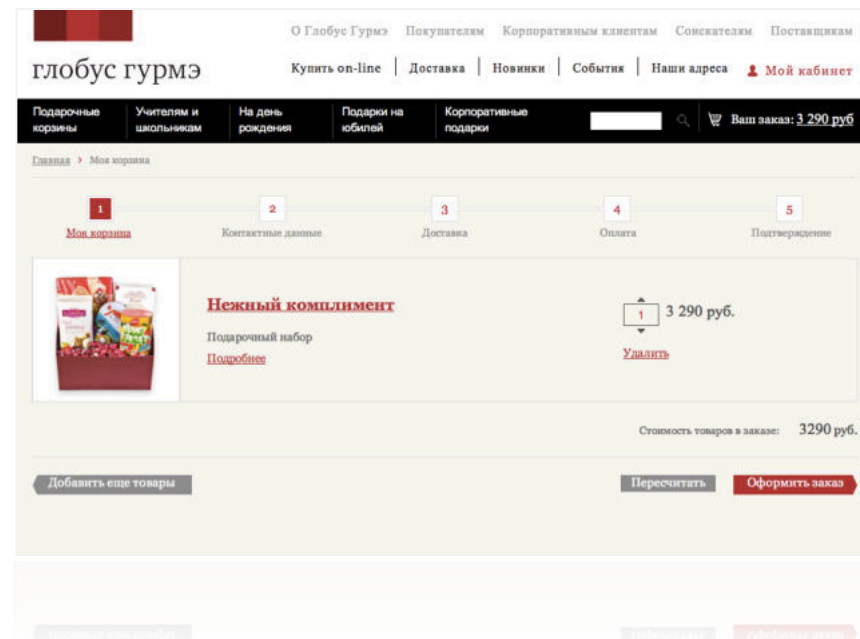 О Глобус Гурмэ Покупателям Корпоративным клиентам Соискателям Поставщикам
глобус гурмэ
Купить on-line | Доставка | Новинки | События | Наши адреса Мой кабинет
Подарочные корзины
Учителям и школьникам
На день рождения
Подарки на юбилей
Корпоративные подарки
Ваш заказ: 3 290 руб
Главная > Моя корзина
1 2 3 4 5
Моя корзина Контактные данные Доставка Оплата Подтверждение
Нежный комплимент
1 3 290 руб.
Подарочный набор
Подробнее
Удалить
Стоимость товаров в заказе: 3290 руб.
Добавить еще товары Пересчитать Оформить заказ